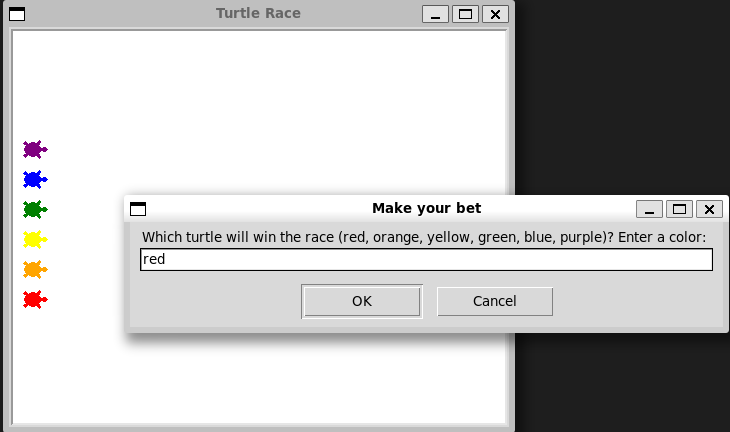 Turtle Race
Make your bet
Which turtle will win the race (red, orange, yellow, green, blue, purple)? Enter a color:
red
OK
Cancel